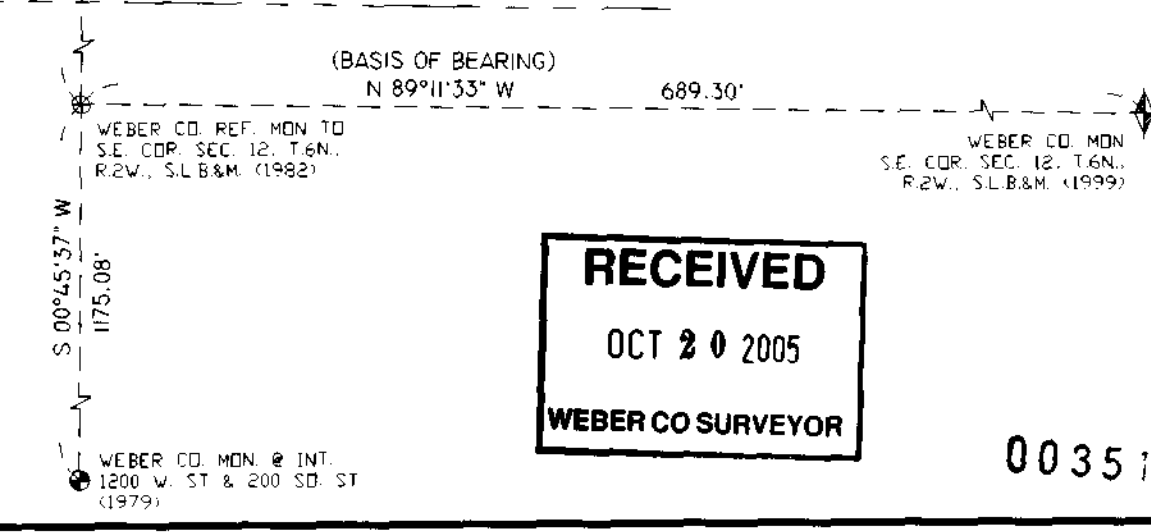 (BASIS OF BEARING)
N 89°11'33" W 689.30'
WEBER CO. REF. MON TO
S.E. COR. SEC. 12. T.6N.,
R.2W., S.L.B.&M. (1982)
WEBER CO. MON
S.E. COR. SEC. 12. T.6N.,
R.2W., S.L.B.&M. (1999)
S 00°45'37" W
1175.08'
RECEIVED
OCT 20 2005
WEBER CO SURVEYOR
WEBER CO. MON. @ INT.
1200 W. ST & 200 SO. ST
(1979)
0035